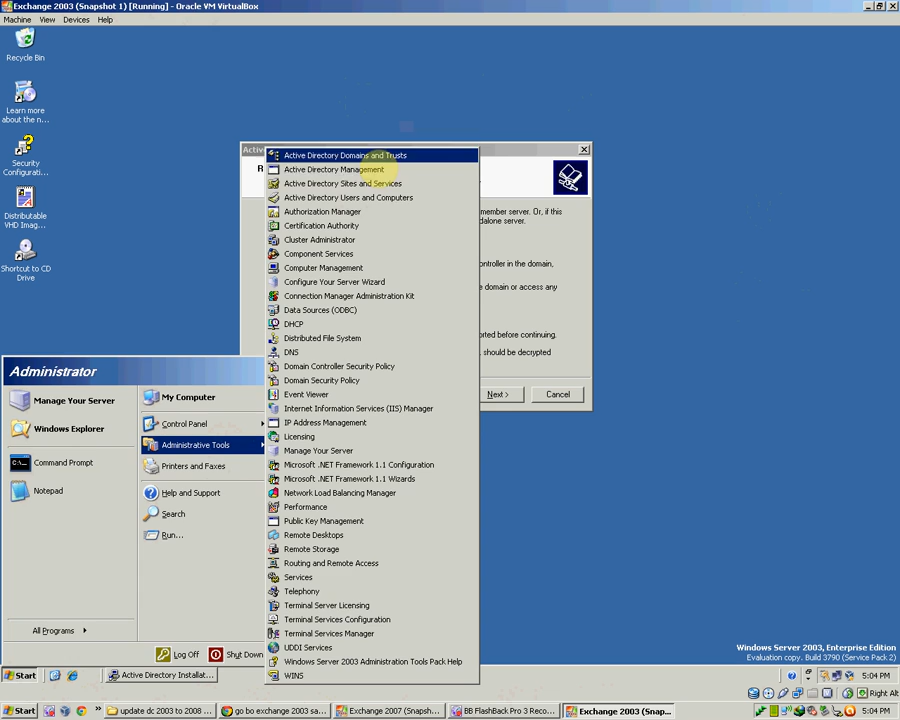 Exchange 2003 (Snapshot 1) [Running] - Oracle VM VirtualBox
Machine View Devices Help
Recycle Bin
Learn more
about the n...
Security
Configurati...
Distributable
VHD Imag...
Shortcut to CD
Drive
Active
R
member server. Or, if this
dalone server.
ontroller in the domain,
e domain or access any
orted before continuing.
should be decrypted
Next >
Cancel
Active Directory Domains and Trusts
Active Directory Management
Active Directory Sites and Services
Active Directory Users and Computers
Authorization Manager
Certification Authority
Cluster Administrator
Component Services
Computer Management
Configure Your Server Wizard
Connection Manager Administration Kit
Data Sources (ODBC)
DHCP
Distributed File System
DNS
Domain Controller Security Policy
Domain Security Policy
Event Viewer
Internet Information Services (IIS) Manager
IP Address Management
Licensing
Manage Your Server
Microsoft .NET Framework 1.1 Configuration
Microsoft .NET Framework 1.1 Wizards
Network Load Balancing Manager
Performance
Public Key Management
Remote Desktops
Remote Storage
Routing and Remote Access
Services
Telephony
Terminal Server Licensing
Terminal Services Configuration
Terminal Services Manager
UDDI Services
Windows Server 2003 Administration Tools Pack Help
WINS
Administrator
Manage Your Server
Windows Explorer
Command Prompt
Notepad
All Programs
My Computer
Control Panel
Administrative Tools
Printers and Faxes
Help and Support
Search
Run...
Log Off
Shut Down
Windows Server 2003, Enterprise Edition
Evaluation copy. Build 3790 (Service Pack 2)
Start
Active Directory Installat...
5:04 PM
Right Alt
Start
update dc 2003 to 2008 ...
go bo exchange 2003 sa...
Exchange 2007 (Snapsh...
BB FlashBack Pro 3 Reco...
Exchange 2003 (Snap...
5:04 PM